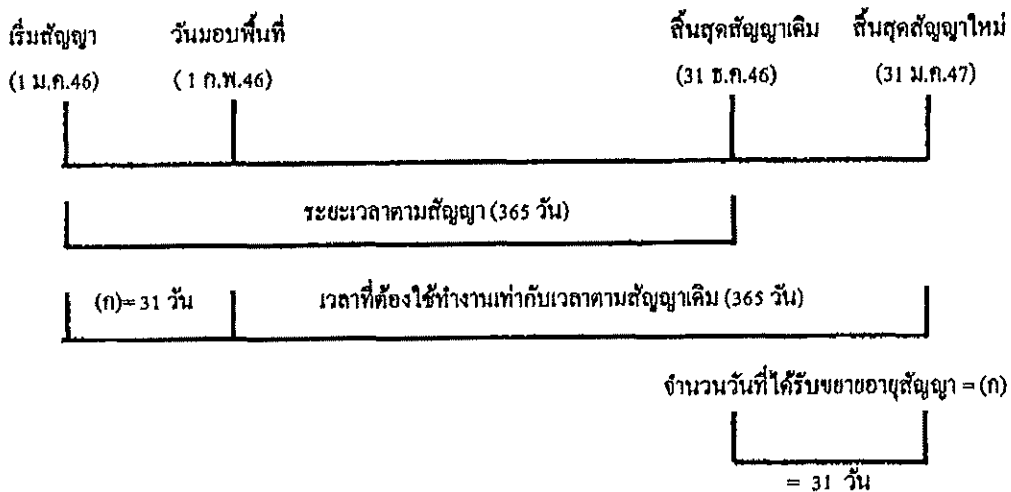 เริ่มสัญญา วันมอบพื้นที่ สิ้นสุดสัญญาเดิม สิ้นสุดสัญญาใหม่
(1 ม.ค.46) (1 ก.พ.46) (31 ธ.ค.46) (31 ม.ค.47)
ระยะเวลาตามสัญญา (365 วัน)
(ก)= 31 วัน เวลาที่ต้องใช้ทำงานเท่ากับเวลาตามสัญญาเดิม (365 วัน)
จำนวนวันที่ได้รับขยายอายุสัญญา = (ก)
= 31 วัน